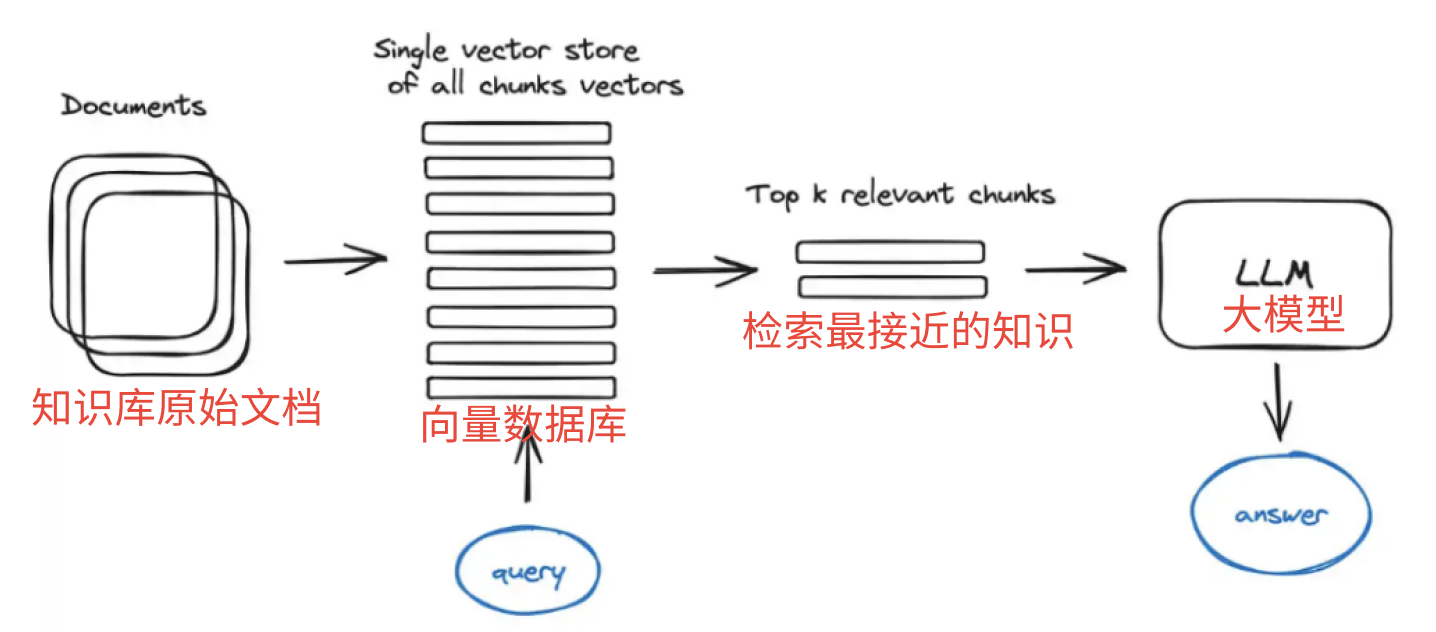 Documents
知识库原始文档
Single vector store
of all chunks vectors
向量数据库
query
Top k relevant chunks
检索最接近的知识
LLM
大模型
answer